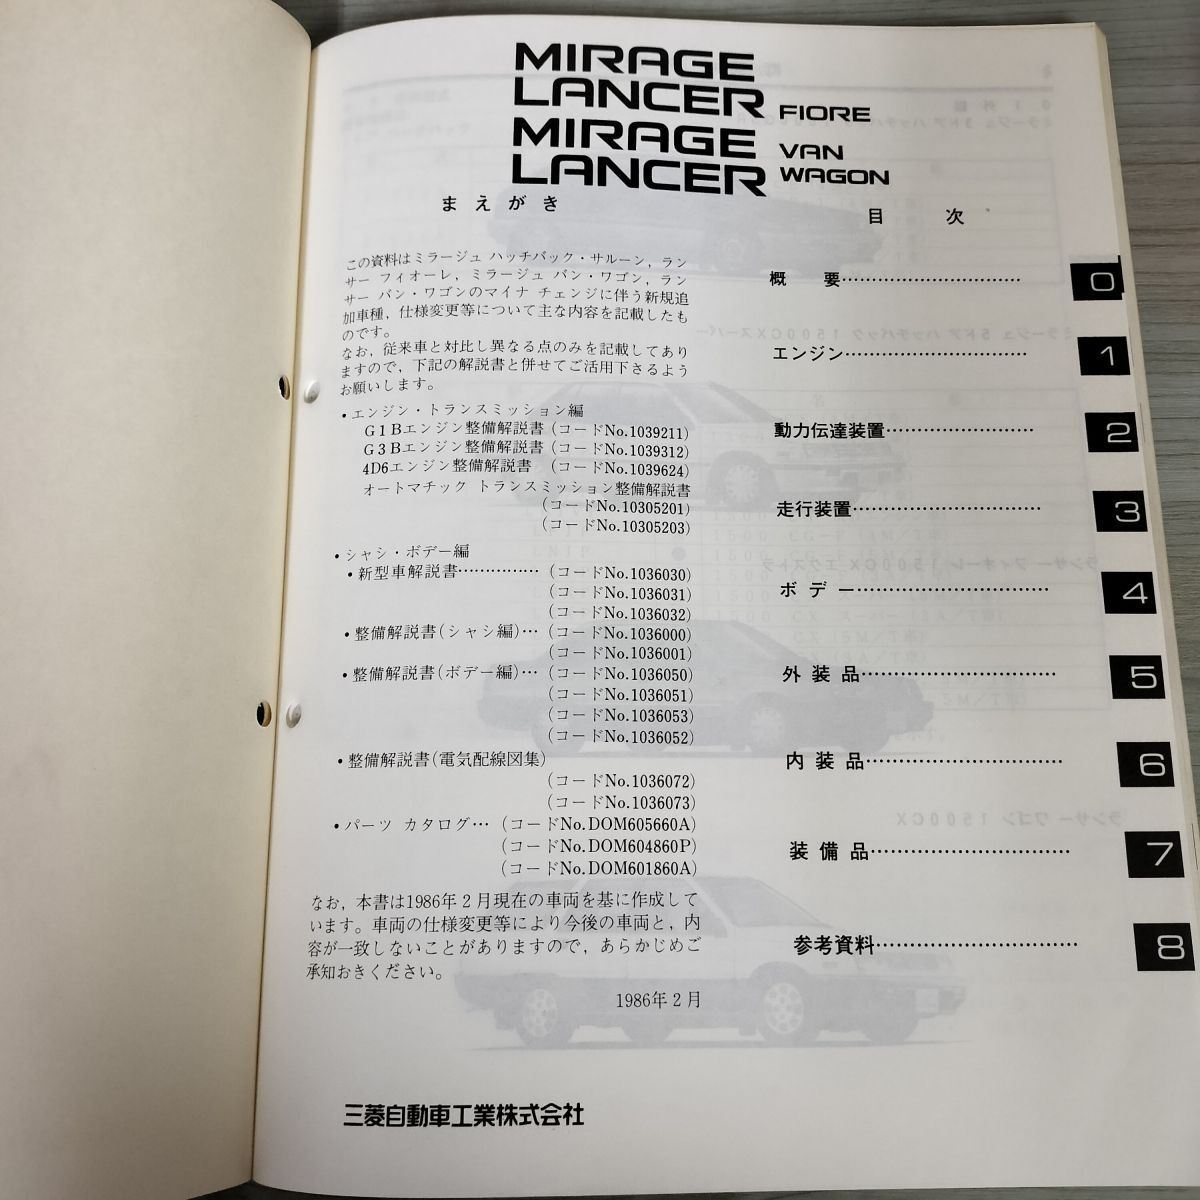 MIRAGE
LANCER FIORE
MIRAGE VAN
LANCER WAGON
まえがき
この資料はミラージュ ハッチバック・サルーン，ラン
サー フィオーレ，ミラージュ バン・ワゴン，ラン
サー バン・ワゴンのマイナ チェンジに伴う新規追
加車種，仕様変更等について主な内容を記載したも
のです。
なお，従来車と対比し異なる点のみを記載してあり
ますので，下記の解説書と併せてご活用下さるよう
お願いします。
・エンジン・トランスミッション編
G1Bエンジン整備解説書（コードNo.1039211）
G3Bエンジン整備解説書（コードNo.1039312）
4D6エンジン整備解説書　（コードNo.1039624）
オートマチック トランスミッション整備解説書
（コードNo.10305201）
（コードNo.10305203）
・シャシ・ボデー編
・新型車解説書……………（コードNo.1036030）
（コードNo.1036031）
（コードNo.1036032）
・整備解説書（シャシ編）…（コードNo.1036000）
（コードNo.1036001）
・整備解説書（ボデー編）…（コードNo.1036050）
（コードNo.1036051）
（コードNo.1036053）
（コードNo.1036052）
・整備解説書（電気配線図集）
（コードNo.1036072）
（コードNo.1036073）
・パーツ カタログ…（コードNo.DOM605660A）
（コードNo.DOM604860P）
（コードNo.DOM601860A）
なお，本書は1986年2月現在の車両を基に作成して
います。車両の仕様変更等により今後の車両と，内
容が一致しないことがありますので，あらかじめご
承知おきください。
1986年2月
三菱自動車工業株式会社
目　次
概　要…………………………… 0
エンジン…………………………… 1
動力伝達装置……………………… 2
走行装置…………………………… 3
ボデー…………………………… 4
外装品…………………………… 5
内装品…………………………… 6
装備品…………………………… 7
参考資料…………………………… 8